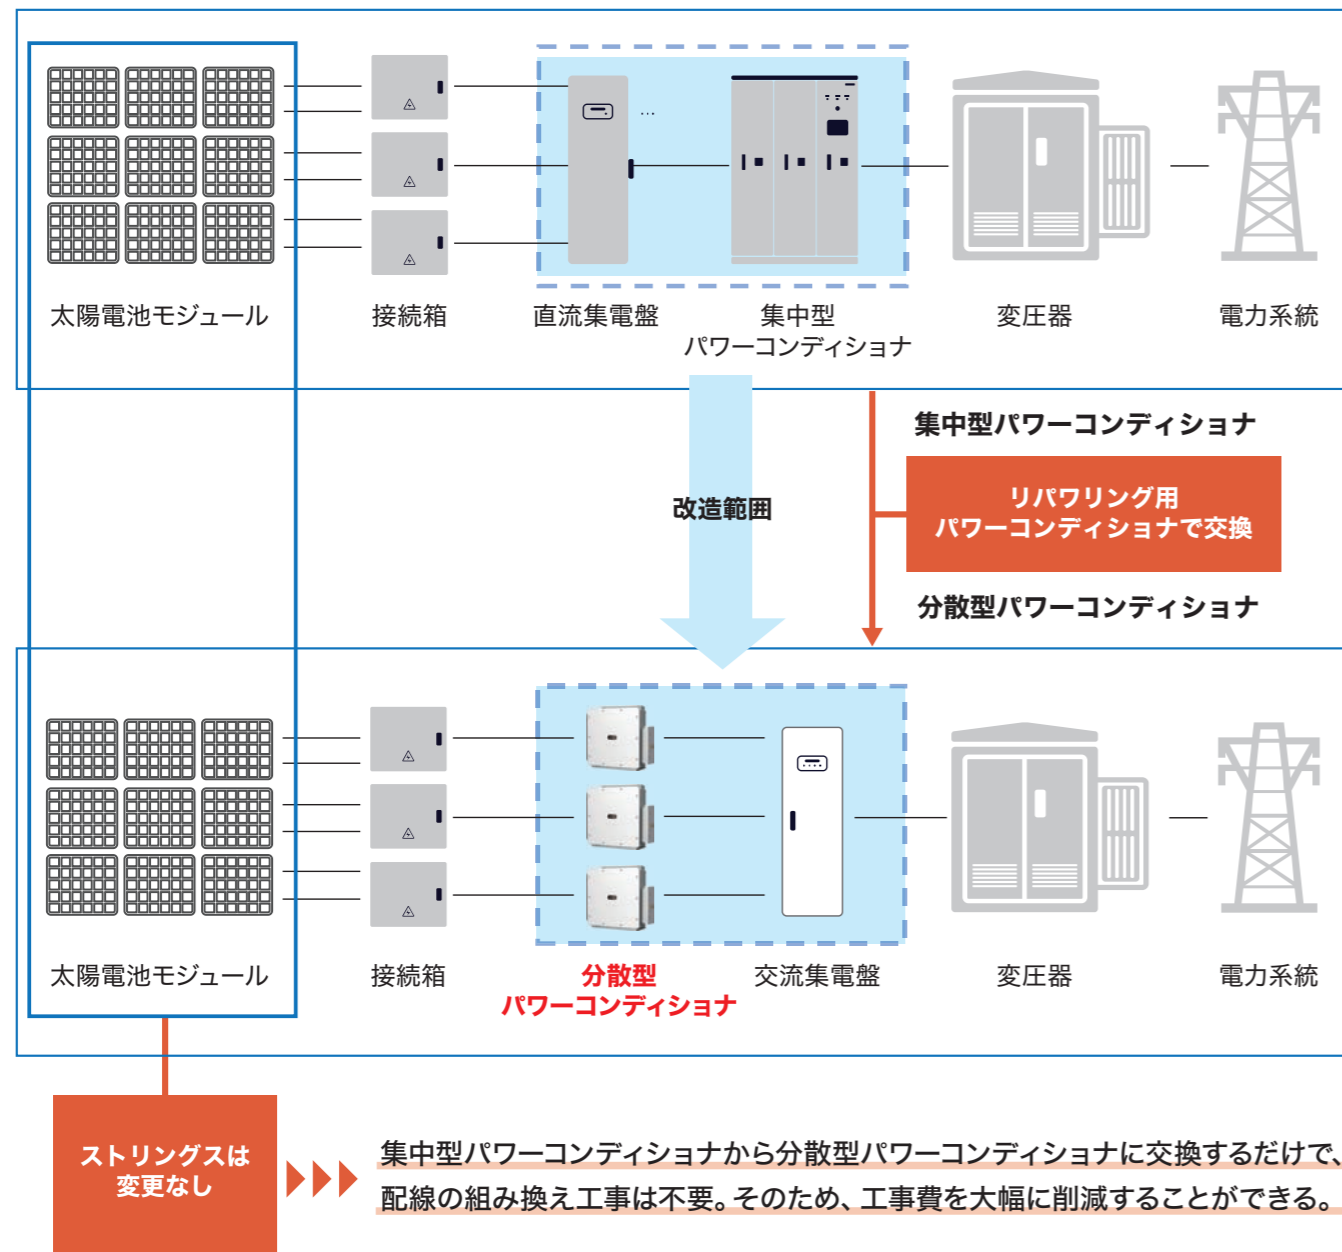 太陽電池モジュール
接続箱
直流集電盤
集中型
パワーコンディショナ
変圧器
電力系統
集中型パワーコンディショナ
改造範囲
リパワリング用
パワーコンディショナで交換
分散型パワーコンディショナ
太陽電池モジュール
接続箱
分散型
パワーコンディショナ
交流集電盤
変圧器
電力系統
ストリングスは
変更なし
集中型パワーコンディショナから分散型パワーコンディショナに交換するだけで、
配線の組み換え工事は不要。そのため、工事費を大幅に削減することができる。